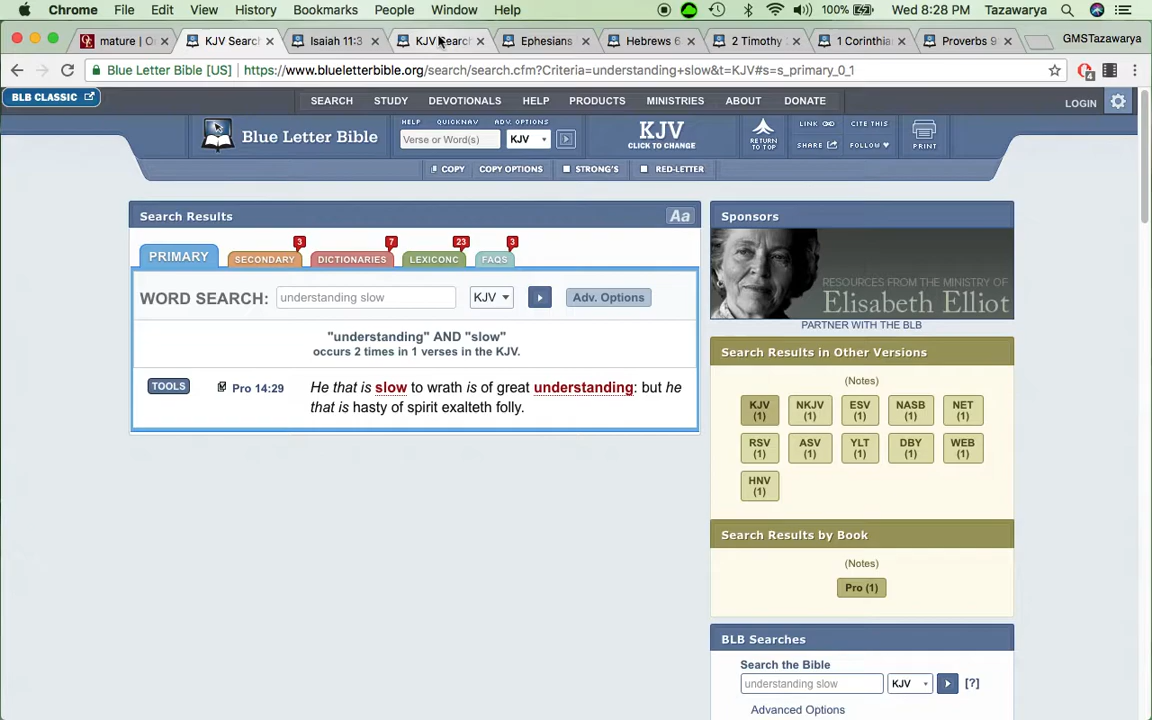 Chrome File Edit View History Bookmarks People Window Help 100% Wed 8:28 PM Tazawarya
mature | O KJV Search Isaiah 11:3 KJV Search Ephesians Hebrews 6 2 Timothy 1 Corinthia Proverbs 9 GMSTazawarya
Blue Letter Bible [US] https://www.blueletterbible.org/search/search.cfm?Criteria=understanding+slow&t=KJV#s=s_primary_0_1
BLB CLASSIC SEARCH STUDY DEVOTIONALS HELP PRODUCTS MINISTRIES ABOUT DONATE LOGIN
HELP QUICKNAV ADV. OPTIONS
Blue Letter Bible Verse or Word(s) KJV
KJV
CLICK TO CHANGE
RETURN
TO TOP
LINK CITE THIS
SHARE FOLLOW
PRINT
COPY COPY OPTIONS STRONG'S RED-LETTER
Search Results Aa
3 7 23 3
PRIMARY SECONDARY DICTIONARIES LEXICONC FAQS
WORD SEARCH: understanding slow KJV Adv. Options
"understanding" AND "slow"
occurs 2 times in 1 verses in the KJV.
TOOLS Pro 14:29 He that is slow to wrath is of great understanding: but he
that is hasty of spirit exalteth folly.
Sponsors
RESOURCES FROM THE MINISTRY OF
Elisabeth Elliot
PARTNER WITH THE BLB
Search Results in Other Versions
(Notes)
KJV NKJV ESV NASB NET
(1) (1) (1) (1) (1)
RSV ASV YLT DBY WEB
(1) (1) (1) (1) (1)
HNV
(1)
Search Results by Book
(Notes)
Pro (1)
BLB Searches
Search the Bible
understanding slow KJV [?]
Advanced Options